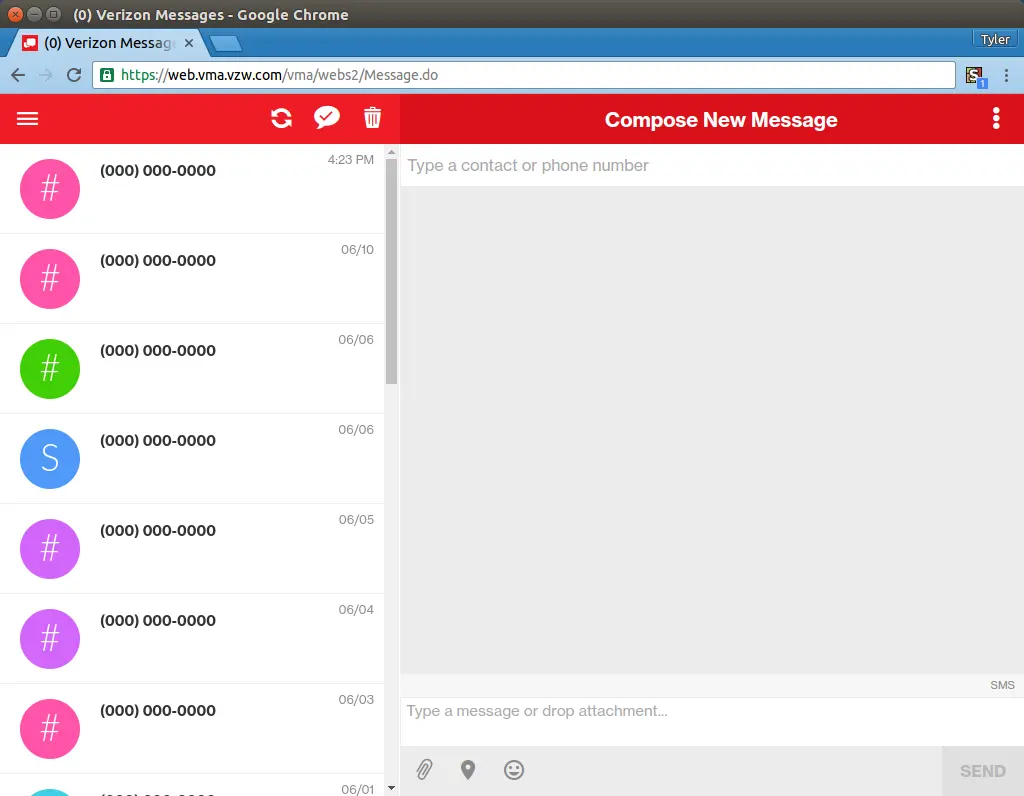 (0) Verizon Messages - Google Chrome
(0) Verizon Message
Tyler
https://web.vma.vzw.com/vma/webs2/Message.do
S
1
Compose New Message
# (000) 000-0000 4:23 PM
# (000) 000-0000 06/10
# (000) 000-0000 06/06
S (000) 000-0000 06/06
# (000) 000-0000 06/05
# (000) 000-0000 06/04
# (000) 000-0000 06/03
06/01
Type a contact or phone number
SMS
Type a message or drop attachment...
SEND